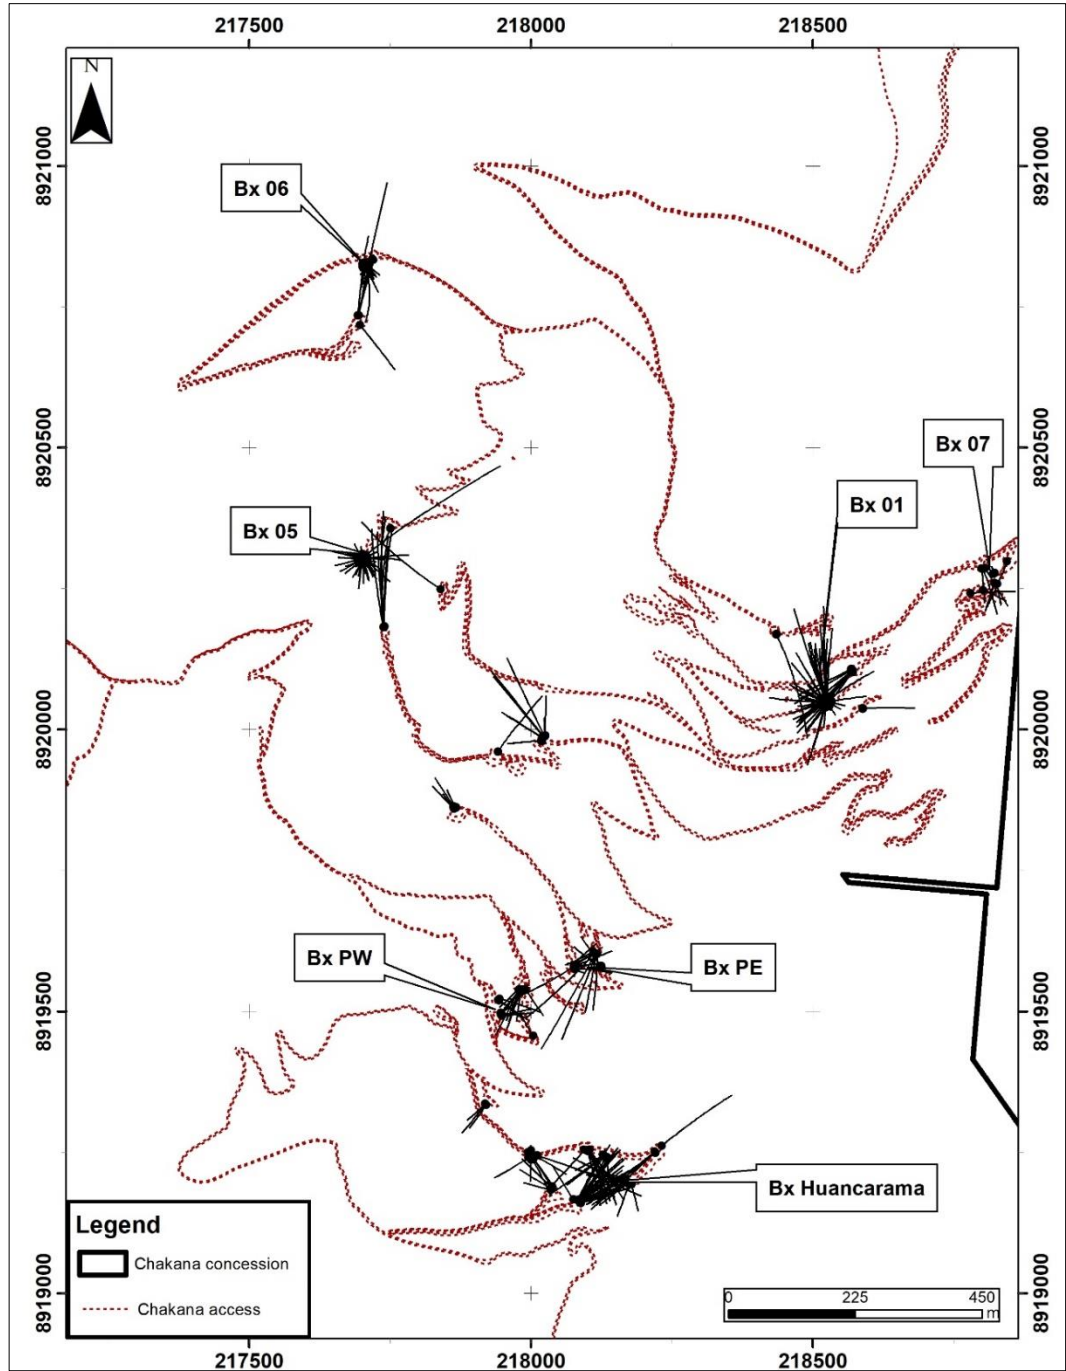 217500 218000 218500
N
8921000 8921000
Bx 06
8920500 8920500
Bx 07
Bx 01
Bx 05
8920000 8920000
Bx PW
Bx PE
8919500 8919500
Bx Huancarama
Legend
Chakana concession
Chakana access
0 225 450
m
8919000 8919000
217500 218000 218500